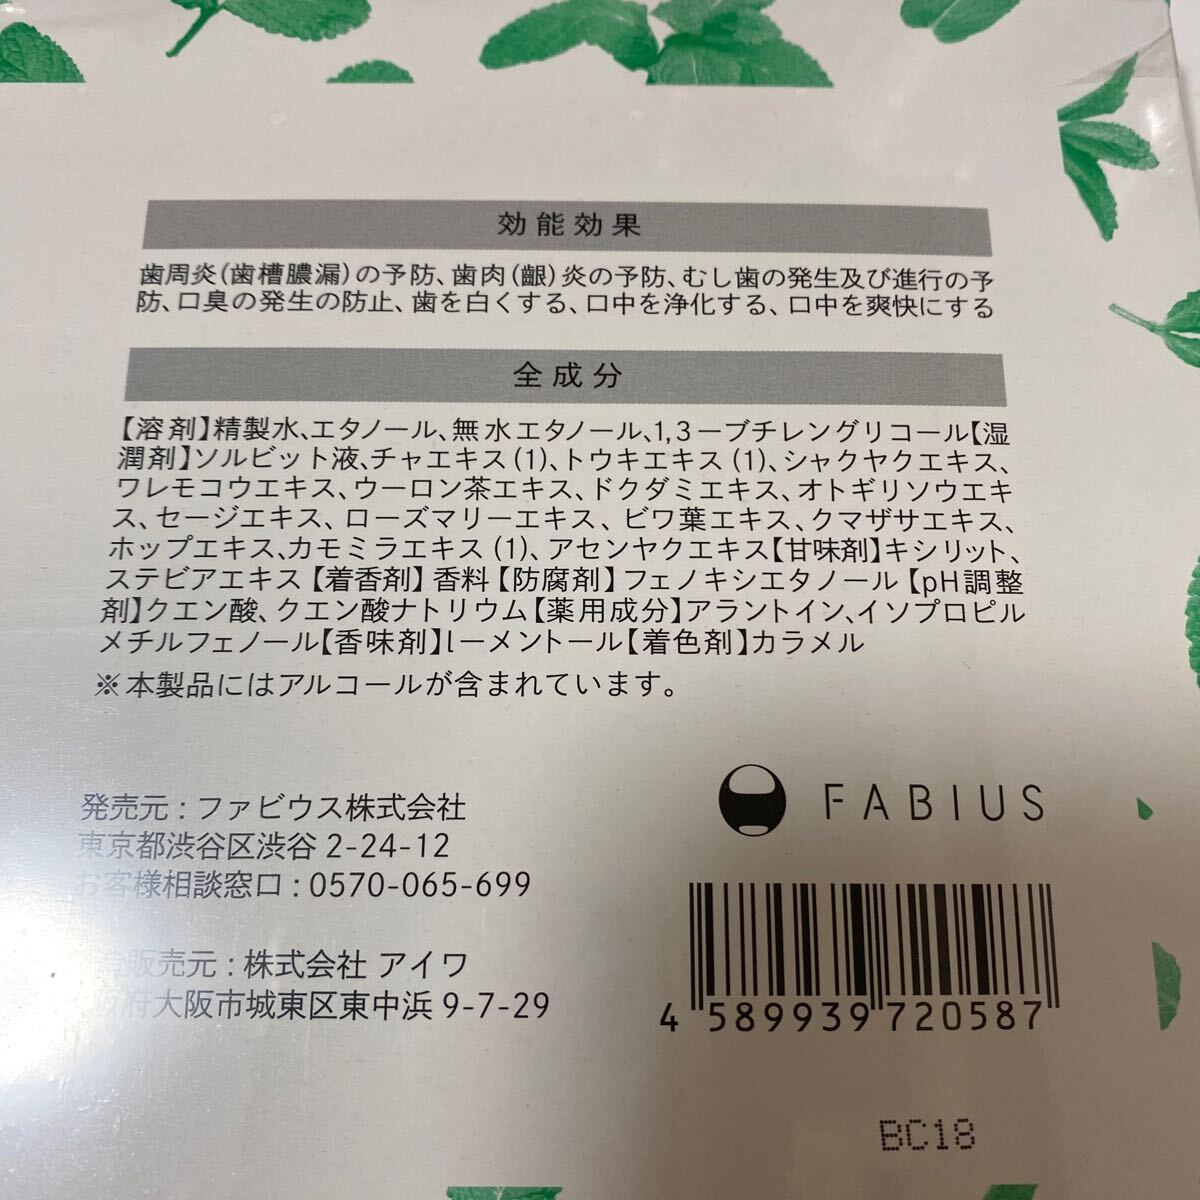 効能効果
歯周炎(歯槽膿漏)の予防、歯肉(齦)炎の予防、むし歯の発生及び進行の予
防、口臭の発生の防止、歯を白くする、口中を浄化する、口中を爽快にする
全成分
【溶剤】精製水、エタノール、無水エタノール、1,3ーブチレングリコール【湿
潤剤】ソルビット液、チャエキス(1)、トウキエキス(1)、シャクヤクエキス、
ワレモコウエキス、ウーロン茶エキス、ドクダミエキス、オトギリソウエキ
ス、セージエキス、ローズマリーエキス、ビワ葉エキス、クマザサエキス、
ホップエキス、カモミラエキス(1)、アセンヤクエキス【甘味剤】キシリット、
ステビアエキス【着香剤】香料【防腐剤】フェノキシエタノール【pH調整
剤】クエン酸、クエン酸ナトリウム【薬用成分】アラントイン、イソプロピル
メチルフェノール【香味剤】lーメントール【着色剤】カラメル
※本製品にはアルコールが含まれています。
発売元:ファビウス株式会社
東京都渋谷区渋谷 2-24-12
お客様相談窓口:0570-065-699
販売元:株式会社 アイワ
府大阪市城東区東中浜 9-7-29
FABIUS
4 589939 720587
BC18